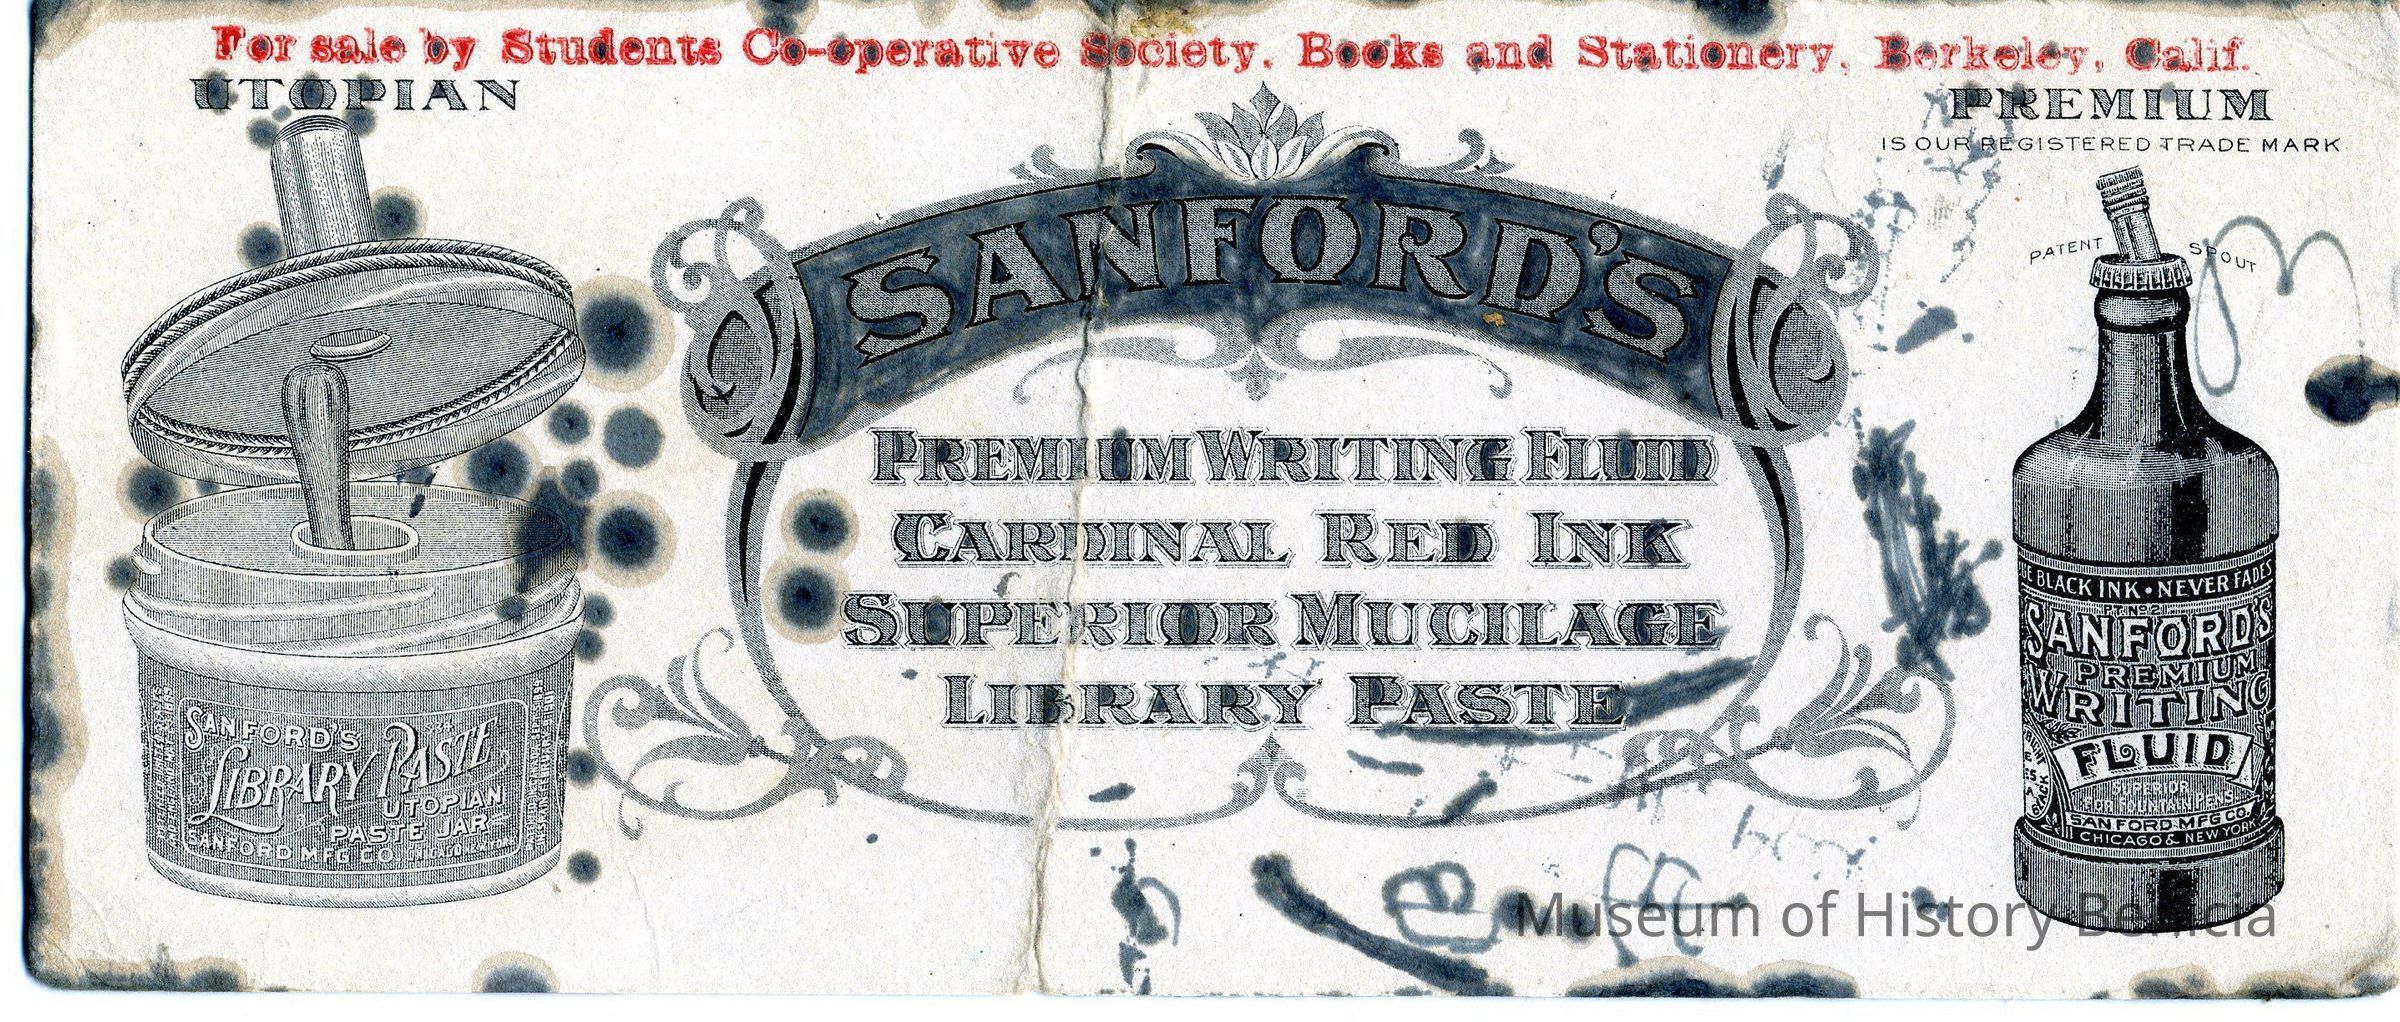 For sale by Students Co-operative Society, Books and Stationery, Berkeley, Calif.
UTOPIAN
PREMIUM
IS OUR REGISTERED TRADE MARK
PATENT SPOUT
SANFORD'S
PREMIUM WRITING FLUID
CARDINAL RED INK
SUPERIOR MUCILAGE
LIBRARY PASTE
SANFORD'S
LIBRARY PASTE
UTOPIAN
PASTE JAR
SANFORD MFG CO.
BLACK INK • NEVER FADES
SANFORD'S
PREMIUM
WRITING
FLUID
SUPERIOR
FOR FOUNTAIN PENS
SANFORD MFG CO.
CHICAGO & NEW YORK
Museum of History Benicia